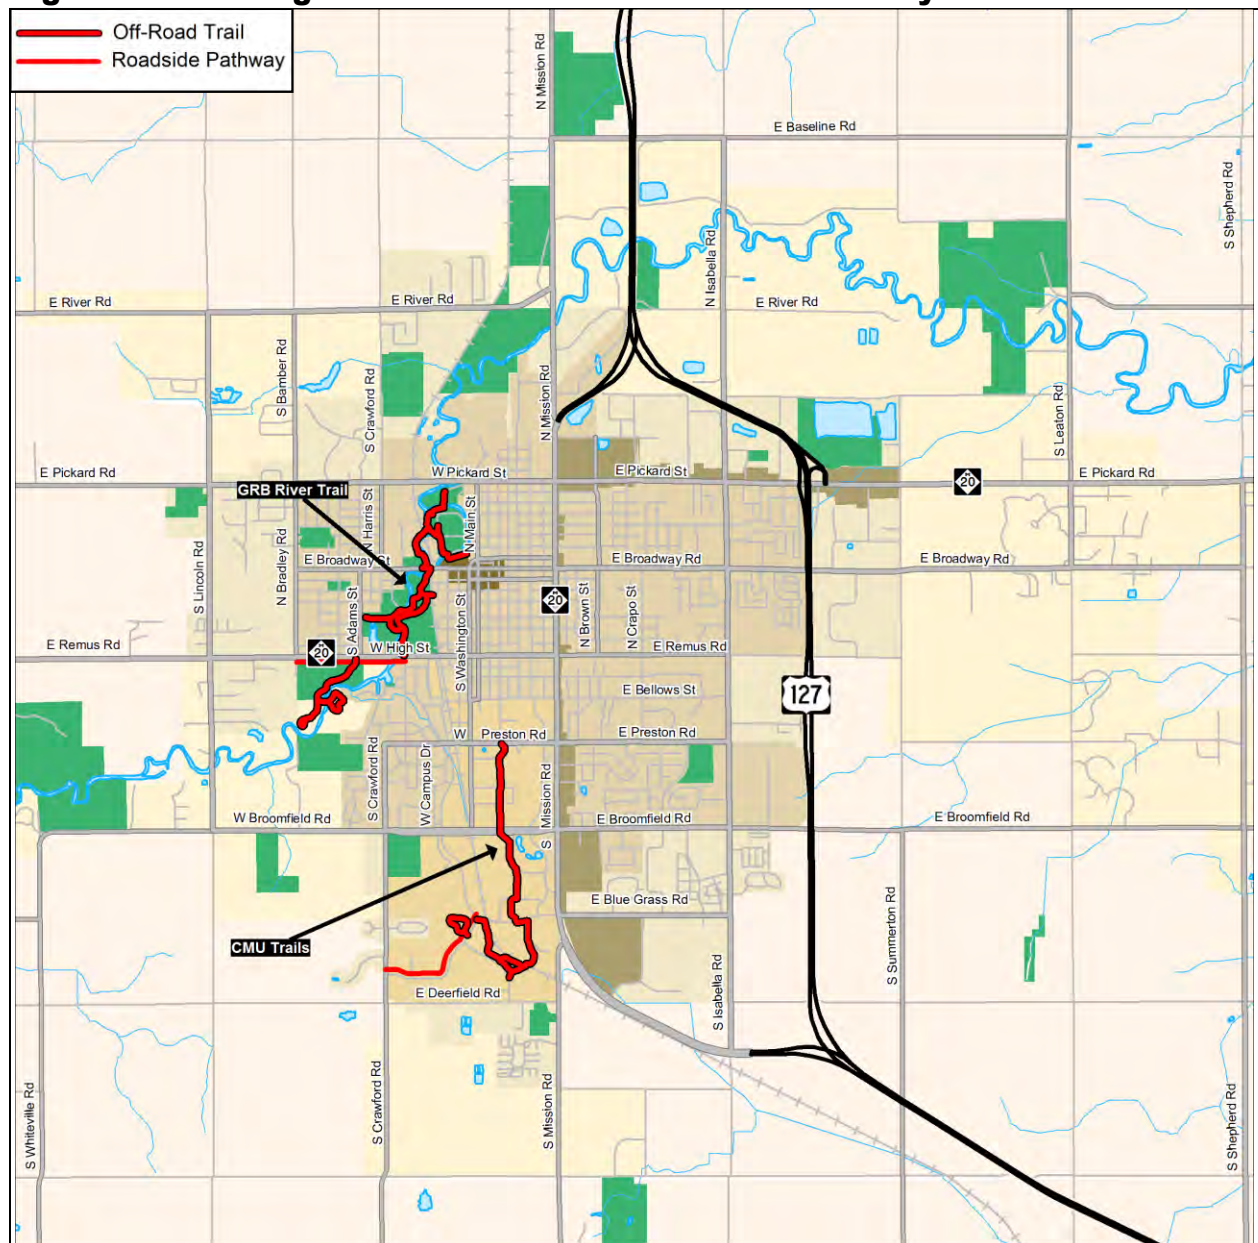 Off-Road Trail
Roadside Pathway
N Mission Rd
E Baseline Rd
S Shepherd Rd
N Isabella Rd
E River Rd
E River Rd
E River Rd
S Bamber Rd
S Crawford Rd
N Mission Rd
S Leaton Rd
E Pickard Rd
W Pickard St
E Pickard St
20
E Pickard Rd
GRB River Trail
N Harris St
N Main St
N Bradley Rd
S Lincoln Rd
E Broadway St
E Broadway Rd
E Broadway Rd
S Adams St
S Washington St
20
N Brown St
N Crapo St
E Remus Rd
20
W High St
E Remus Rd
E Bellows St
127
W Preston Rd
E Preston Rd
S Crawford Rd
W Campus Dr
S Mission Rd
W Broomfield Rd
E Broomfield Rd
E Broomfield Rd
E Blue Grass Rd
CMU Trails
S Summerton Rd
S Isabella Rd
E Deerfield Rd
S Whiteville Rd
S Crawford Rd
S Mission Rd
S Shepherd Rd